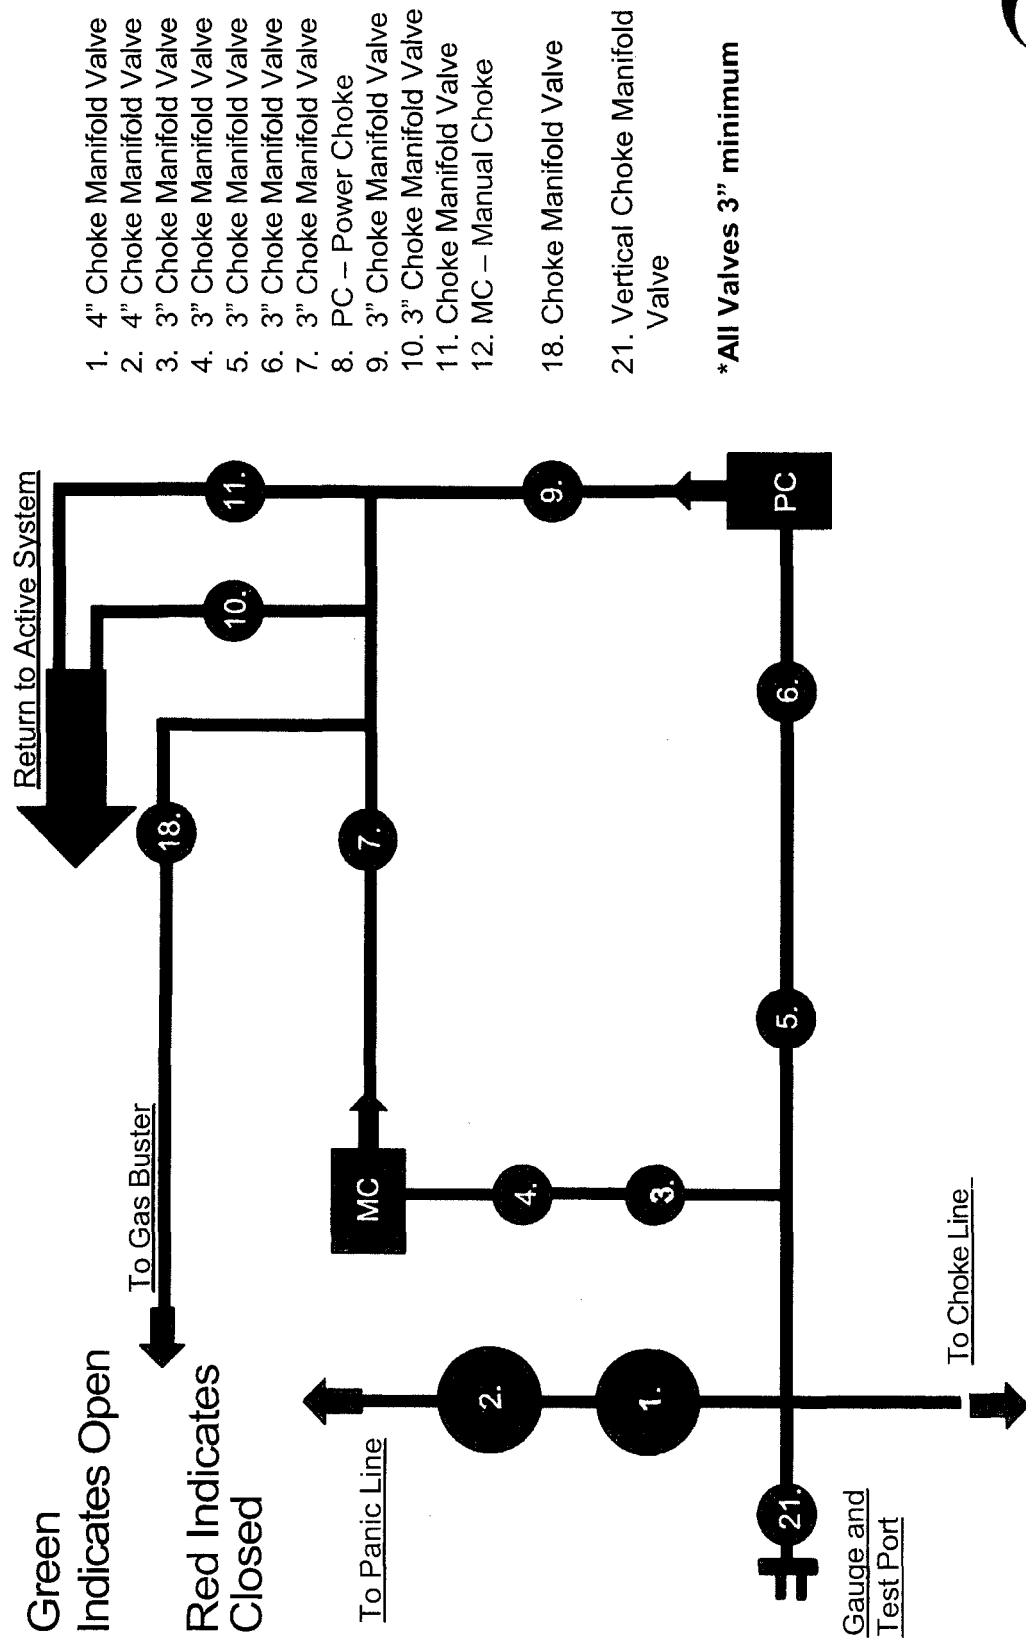 Green
Indicates Open
Red Indicates
Closed
To Gas Buster
Return to Active System
To Panic Line
Gauge and
Test Port
To Choke Line
MC
PC
1.
2.
3.
4.
5.
6.
7.
9.
10.
11.
18.
21.
1. 4" Choke Manifold Valve
2. 4" Choke Manifold Valve
3. 3" Choke Manifold Valve
4. 3" Choke Manifold Valve
5. 3" Choke Manifold Valve
6. 3" Choke Manifold Valve
7. 3" Choke Manifold Valve
8. PC – Power Choke
9. 3" Choke Manifold Valve
10. 3" Choke Manifold Valve
11. Choke Manifold Valve
12. MC – Manual Choke
18. Choke Manifold Valve
21. Vertical Choke Manifold
Valve
*All Valves 3" minimum